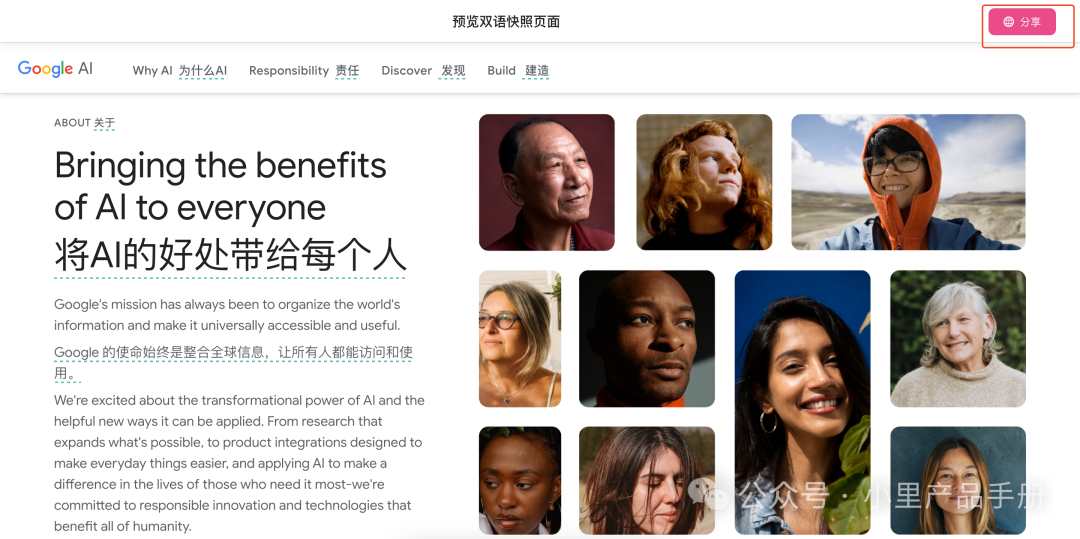 预览双语快照页面
分享
Google AI
Why AI 为什么AI Responsibility 责任 Discover 发现 Build 建造
ABOUT 关于
Bringing the benefits
of AI to everyone
将AI的好处带给每个人
Google's mission has always been to organize the world's
information and make it universally accessible and useful.
Google 的使命始终是整合全球信息，让所有人都能访问和使
用。
We're excited about the transformational power of AI and the
helpful new ways it can be applied. From research that
expands what's possible, to product integrations designed to
make everyday things easier, and applying AI to make a
difference in the lives of those who need it most-we're
committed to responsible innovation and technologies that
benefit all of humanity.
公众号 · 小里产品手册